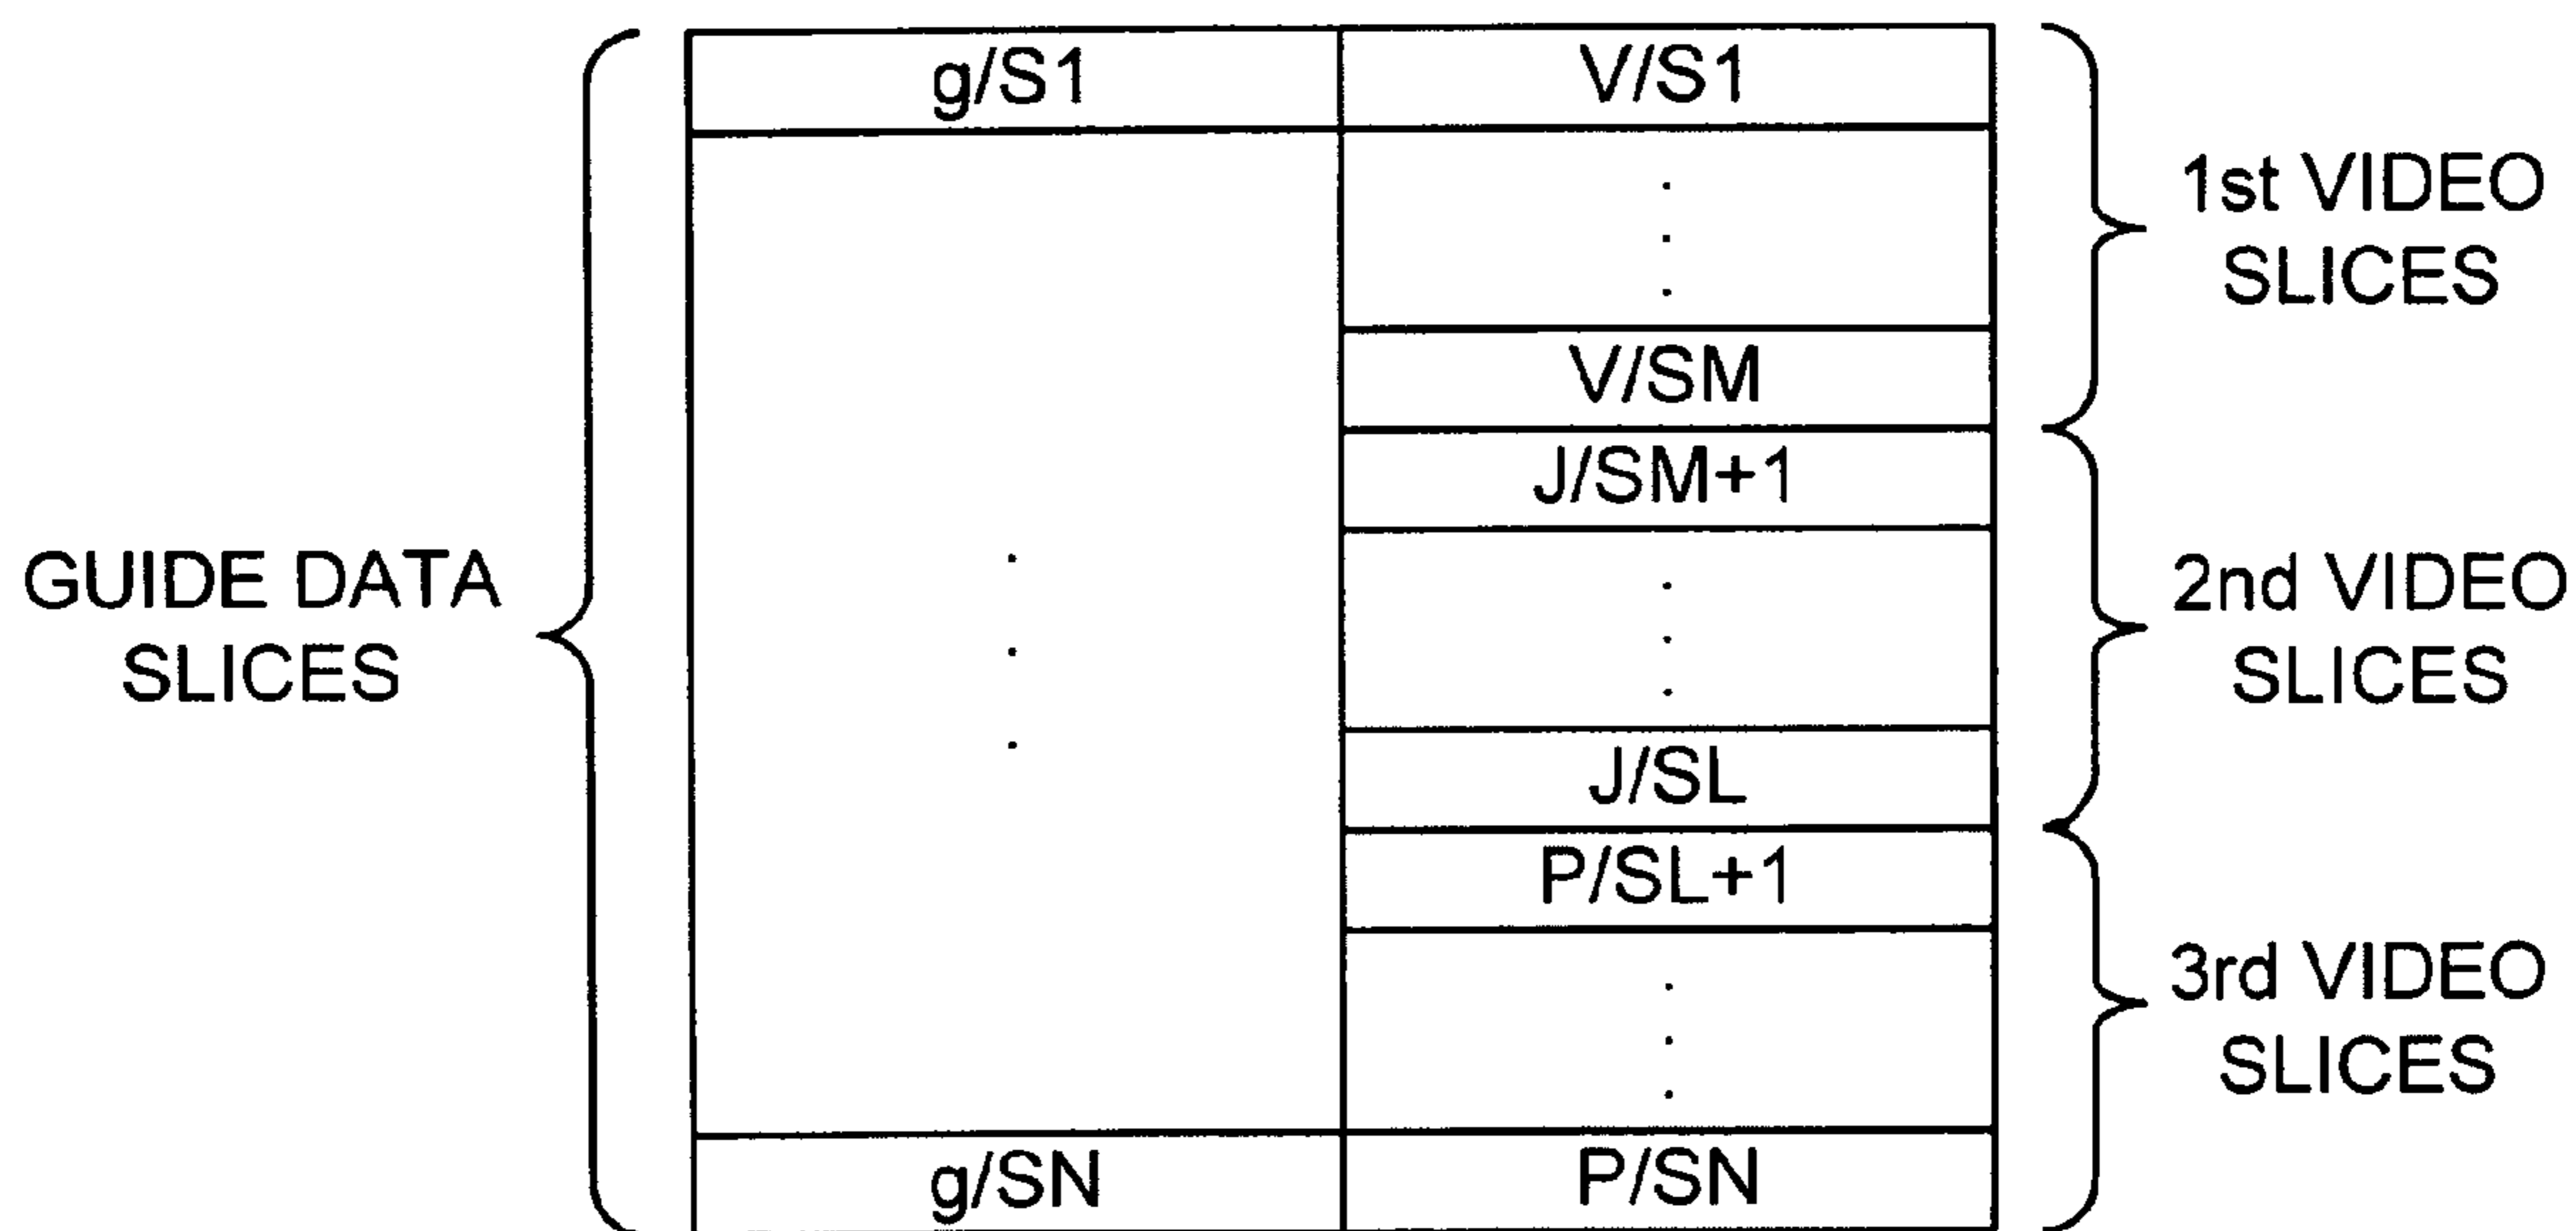 g/S1
V/S1
V/SM
J/SM+1
J/SL
P/SL+1
g/SN
P/SN
GUIDE DATA
SLICES
1st VIDEO
SLICES
2nd VIDEO
SLICES
3rd VIDEO
SLICES